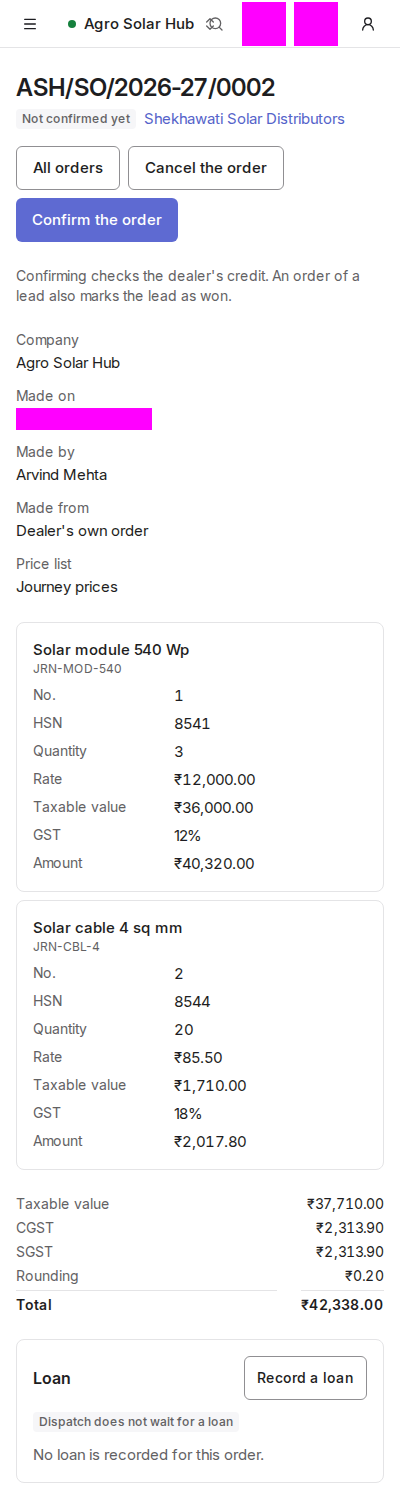 Agro Solar Hub
ASH/SO/2026-27/0002
Not confirmed yet Shekhawati Solar Distributors
All orders Cancel the order
Confirm the order
Confirming checks the dealer's credit. An order of a
lead also marks the lead as won.
Company
Agro Solar Hub
Made on
Made by
Arvind Mehta
Made from
Dealer's own order
Price list
Journey prices
Solar module 540 Wp
JRN-MOD-540
No. 1
HSN 8541
Quantity 3
Rate ₹12,000.00
Taxable value ₹36,000.00
GST 12%
Amount ₹40,320.00
Solar cable 4 sq mm
JRN-CBL-4
No. 2
HSN 8544
Quantity 20
Rate ₹85.50
Taxable value ₹1,710.00
GST 18%
Amount ₹2,017.80
Taxable value ₹37,710.00
CGST ₹2,313.90
SGST ₹2,313.90
Rounding ₹0.20
Total ₹42,338.00
Loan Record a loan
Dispatch does not wait for a loan
No loan is recorded for this order.